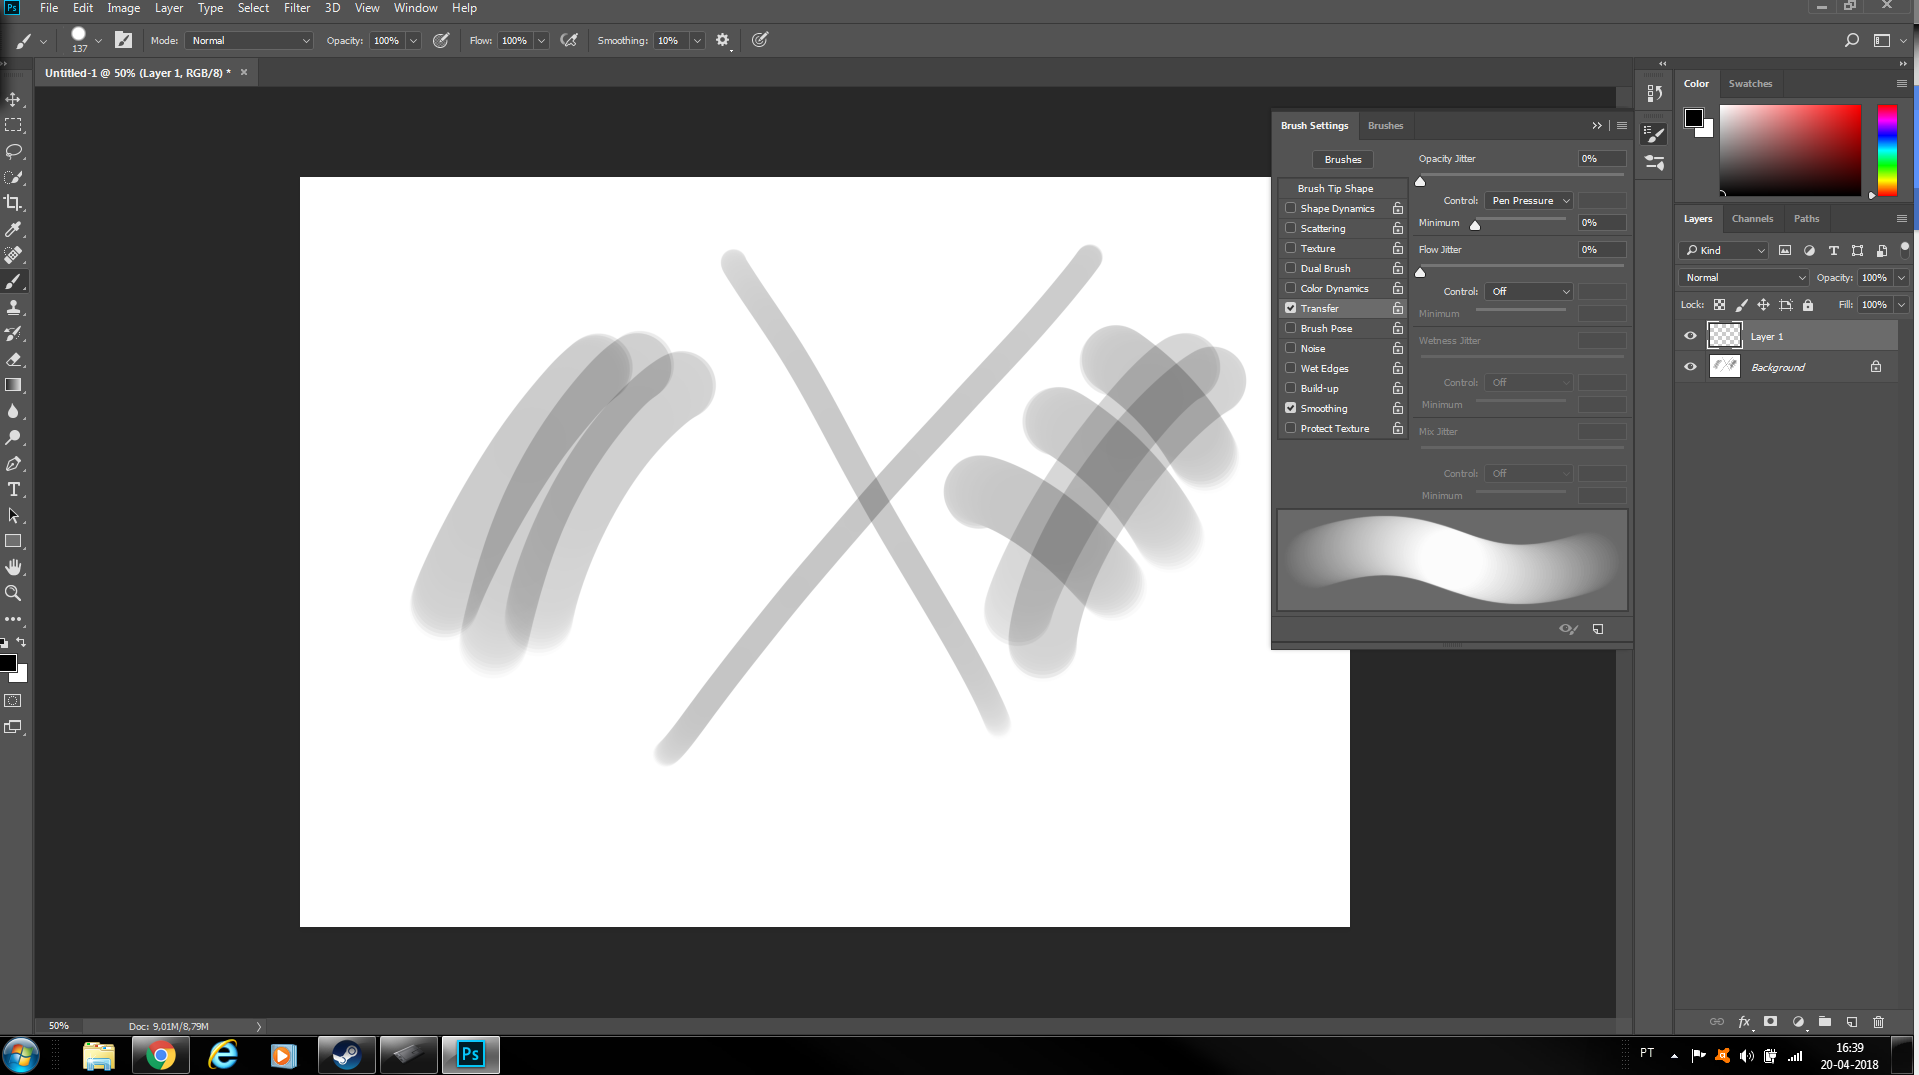 Ps File Edit Image Layer Type Select Filter 3D View Window Help
137 Mode: Normal Opacity: 100% Flow: 100% Smoothing: 10%
Untitled-1 @ 50% (Layer 1, RGB/8) * ×
Brush Settings Brushes
Brushes
Brush Tip Shape
Shape Dynamics
Scattering
Texture
Dual Brush
Color Dynamics
Transfer
Brush Pose
Noise
Wet Edges
Build-up
Smoothing
Protect Texture
Opacity Jitter 0%
Control: Pen Pressure
Minimum 0%
Flow Jitter 0%
Control: Off
Minimum
Wetness Jitter
Control: Off
Minimum
Mix Jitter
Control: Off
Minimum
Color Swatches
Layers Channels Paths
Kind T
Normal Opacity: 100%
Lock: Fill: 100%
Layer 1
Background
fx
T
50% Doc: 9,01M/8,79M
Ps
PT
16:39
20-04-2018